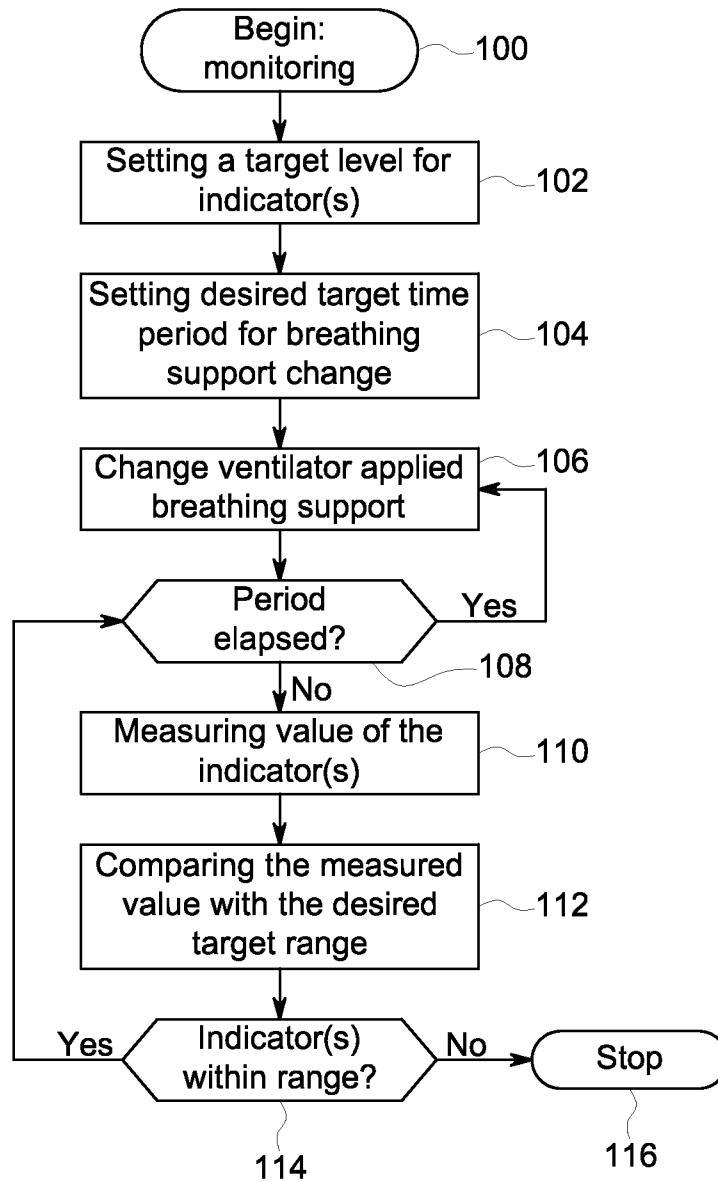 Begin:
monitoring
100
Setting a target level for
indicator(s)
102
Setting desired target time
period for breathing
support change
104
Change ventilator applied
breathing support
106
Period
elapsed?
Yes
108
No
Measuring value of the
indicator(s)
110
Comparing the measured
value with the desired
target range
112
Yes
Indicator(s)
within range?
No
Stop
114
116